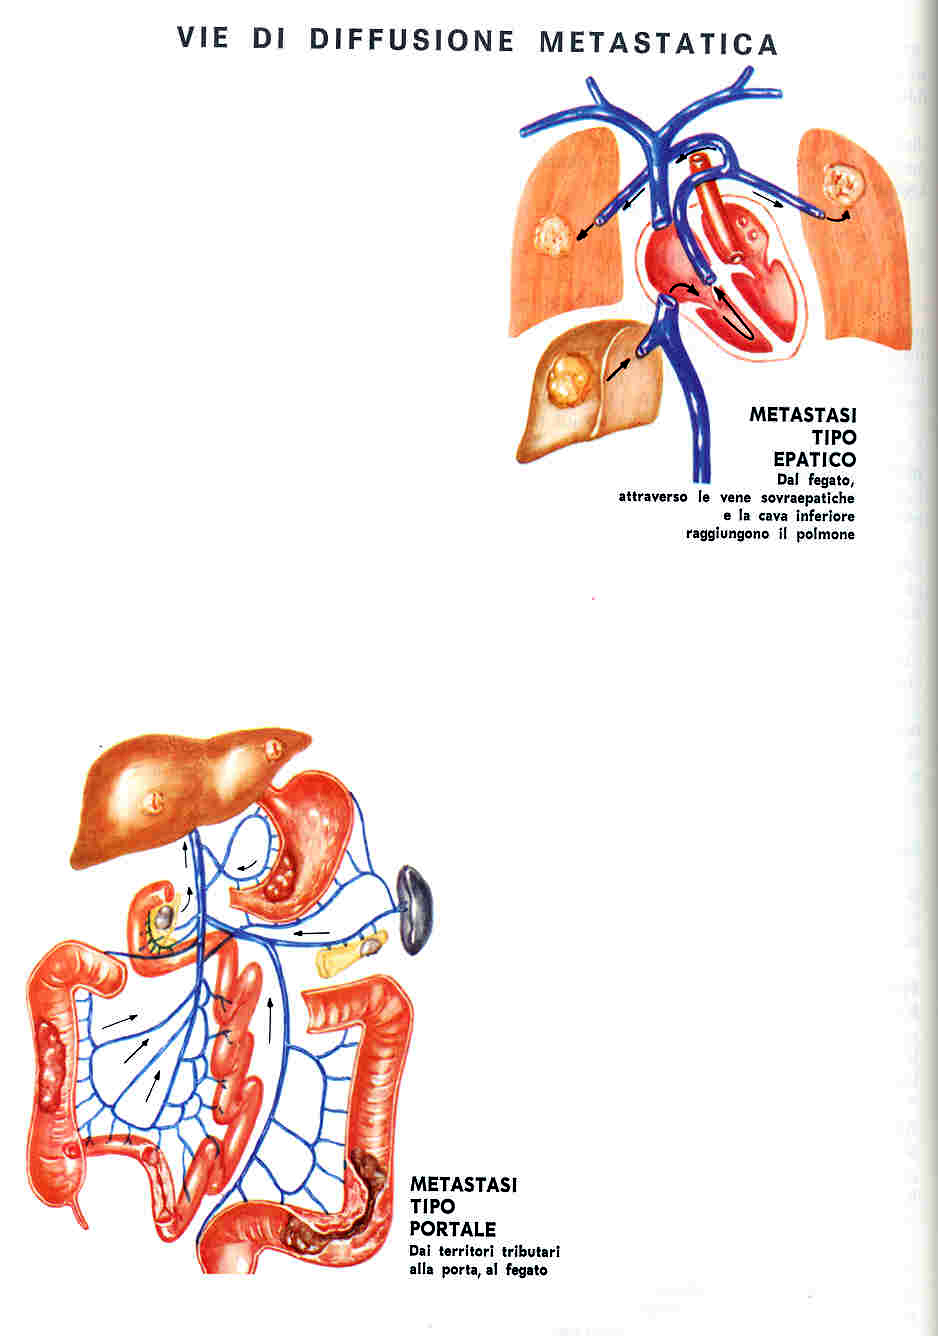 VIE DI DIFFUSIONE METASTATICA
METASTASI
TIPO
EPATICO
Dal fegato,
attraverso le vene sovraepatiche
e la cava inferiore
raggiungono il polmone
METASTASI
TIPO
PORTALE
Dai territori tributari
alla porta, al fegato